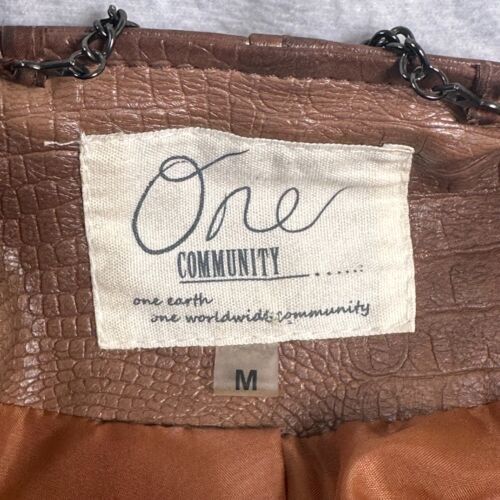 One
COMMUNITY......
one earth
one worldwide community
M